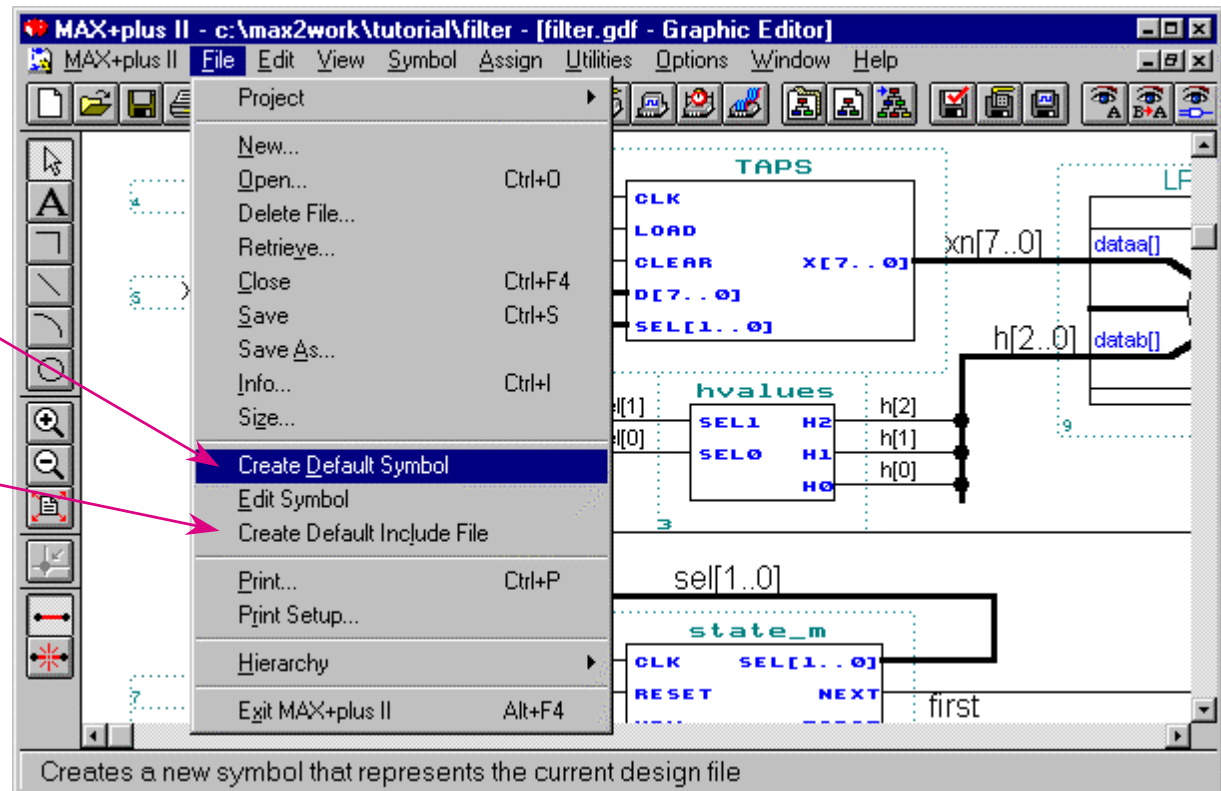 MAX+plus II - c:\max2work\tutorial\filter - [filter.gdf - Graphic Editor]
MAX+plus II File Edit View Symbol Assign Utilities Options Window Help
A B→A
A
Project
New...
Open... Ctrl+O
Delete File...
Retrieve...
Close Ctrl+F4
Save Ctrl+S
Save As...
Info... Ctrl+I
Size...
Create Default Symbol
Edit Symbol
Create Default Include File
Print... Ctrl+P
Print Setup...
Hierarchy
Exit MAX+plus II Alt+F4
4
5
7
TAPS
CLK
LOAD
CLEAR X[7..0]
D[7..0]
SEL[1..0]
xn[7..0]
h[2..0]
dataa[]
datab[]
9
hvalues
l[1] SEL1 H2 h[2]
l[0] SEL0 H1 h[1]
H0 h[0]
3
sel[1..0]
state_m
CLK SEL[1..0]
RESET NEXT
first
Creates a new symbol that represents the current design file